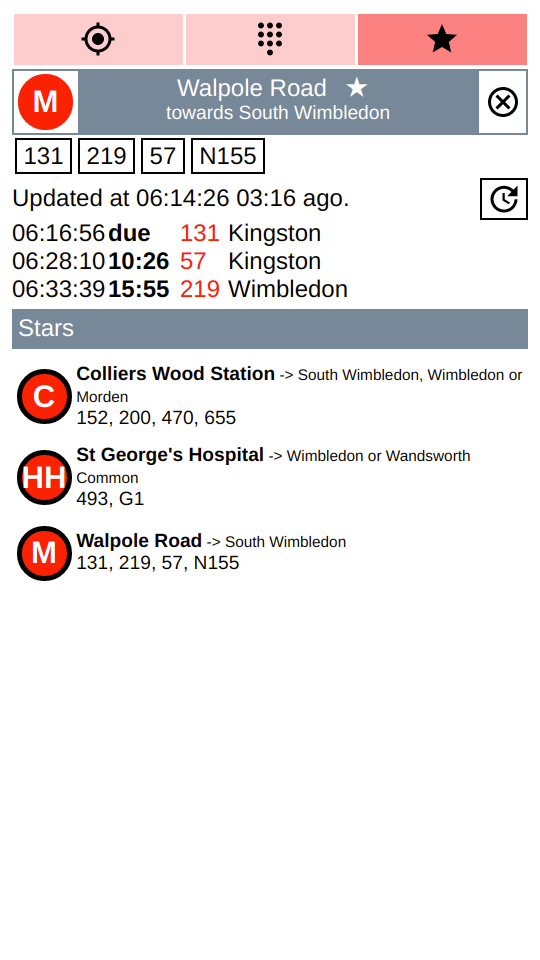 M
Walpole Road ★
towards South Wimbledon
131 219 57 N155
Updated at 06:14:26 03:16 ago.
06:16:56 due 131 Kingston
06:28:10 10:26 57 Kingston
06:33:39 15:55 219 Wimbledon
Stars
C
Colliers Wood Station -> South Wimbledon, Wimbledon or
Morden
152, 200, 470, 655
HH
St George's Hospital -> Wimbledon or Wandsworth
Common
493, G1
M
Walpole Road -> South Wimbledon
131, 219, 57, N155